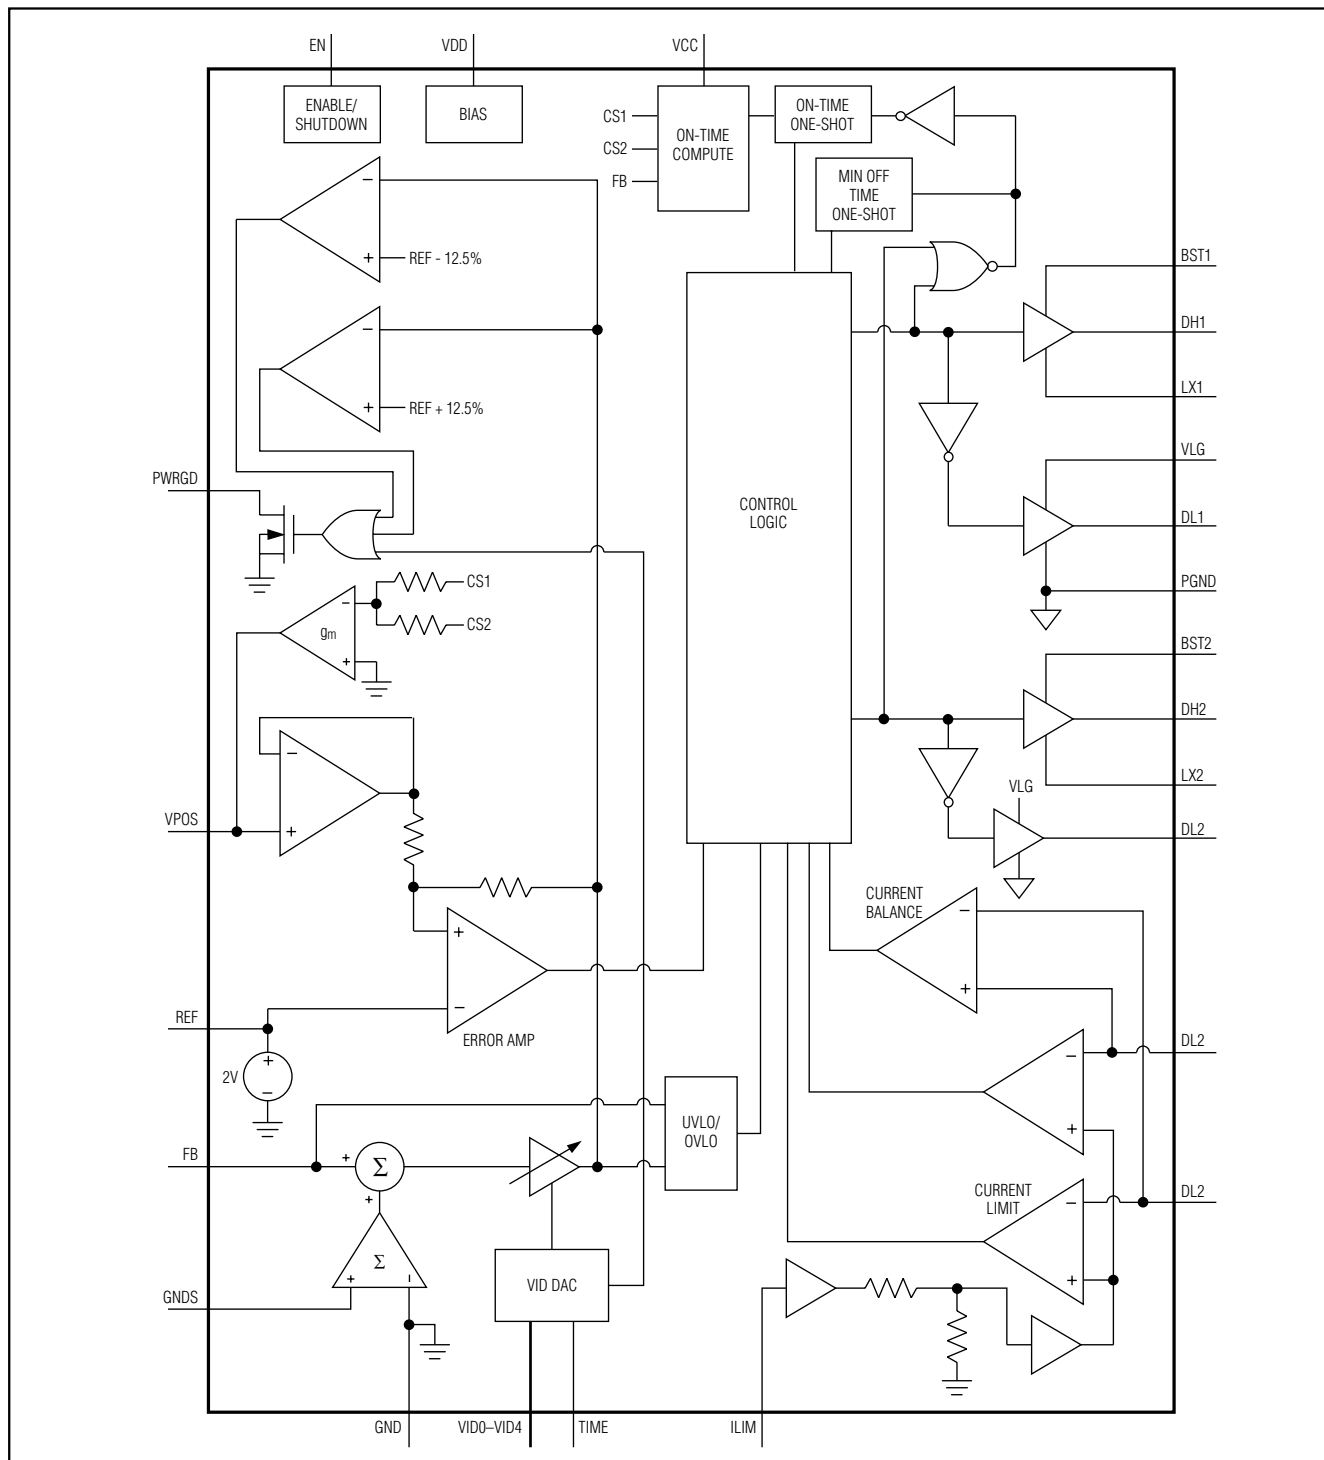 EN
VDD
VCC
ENABLE/
SHUTDOWN
BIAS
CS1
CS2
FB
ON-TIME
COMPUTE
ON-TIME
ONE-SHOT
MIN OFF
TIME
ONE-SHOT
−
+
REF - 12.5%
−
+
REF + 12.5%
BST1
DH1
LX1
VLG
DL1
PGND
BST2
DH2
LX2
VLG
DL2
PWRGD
CONTROL
LOGIC
CS1
CS2
gm
−
+
−
+
VPOS
CURRENT
BALANCE
−
+
+
−
ERROR AMP
REF
2V
+
−
DL2
−
+
UVLO/
OVLO
FB
+
Σ
+
CURRENT
LIMIT
−
+
DL2
Σ
+
−
GNDS
VID DAC
GND
VID0–VID4
TIME
ILIM